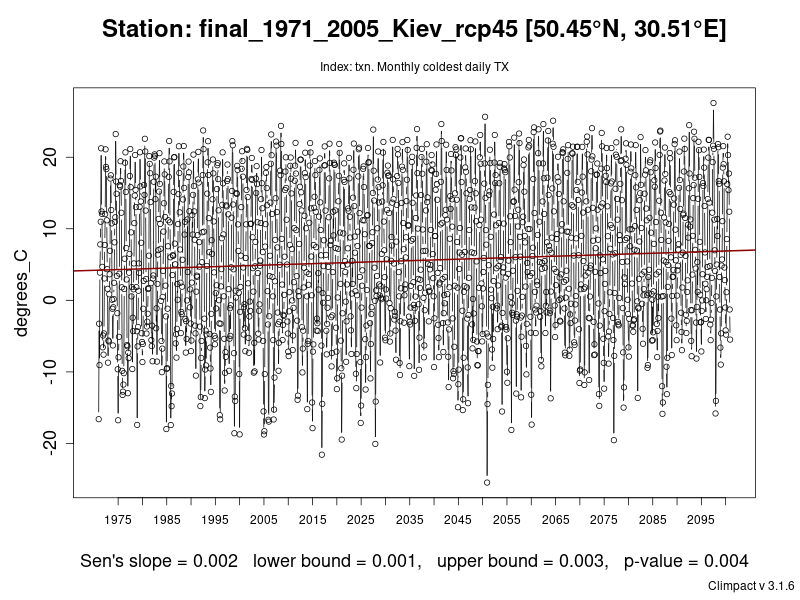 Station: final_1971_2005_Kiev_rcp45 [50.45°N, 30.51°E]
Index: txn. Monthly coldest daily TX
degrees_C
20
10
0
-10
-20
1975 1985 1995 2005 2015 2025 2035 2045 2055 2065 2075 2085 2095
Sen's slope = 0.002 lower bound = 0.001, upper bound = 0.003, p-value = 0.004
Climpact v 3.1.6